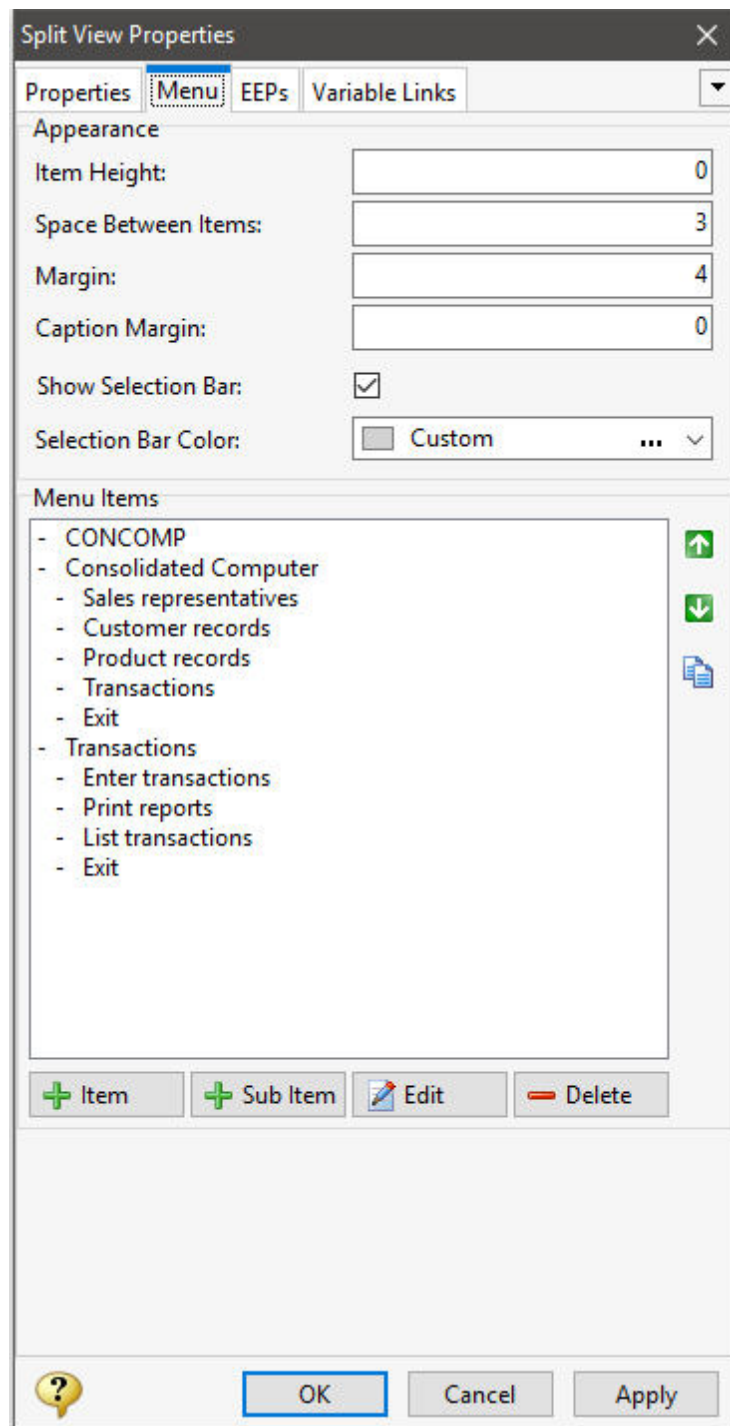 Split View Properties
Properties Menu EEPs Variable Links
Appearance
Item Height: 0
Space Between Items: 3
Margin: 4
Caption Margin: 0
Show Selection Bar:
Selection Bar Color: Custom ...
Menu Items
- CONCOMP
- Consolidated Computer
- Sales representatives
- Customer records
- Product records
- Transactions
- Exit
- Transactions
- Enter transactions
- Print reports
- List transactions
- Exit
Item Sub Item Edit Delete
? OK Cancel Apply